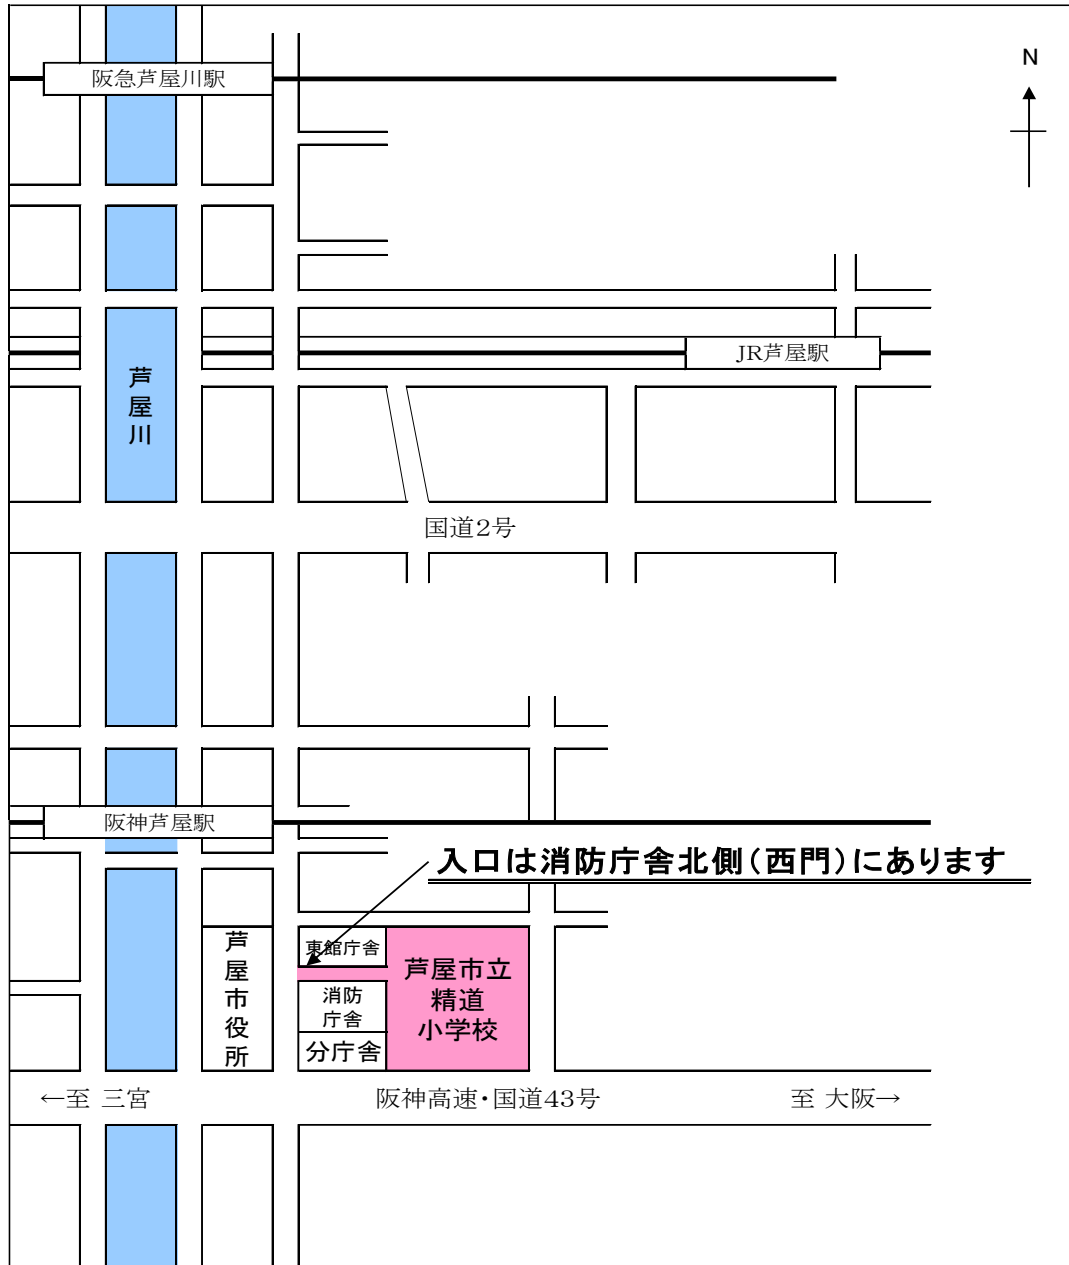 阪急芦屋川駅
N
JR芦屋駅
芦屋川
国道2号
阪神芦屋駅
入口は消防庁舎北側(西門)にあります
芦屋市役所
東館庁舎
消防
庁舎
分庁舎
芦屋市立
精道
小学校
←至 三宮
阪神高速・国道43号
至 大阪→